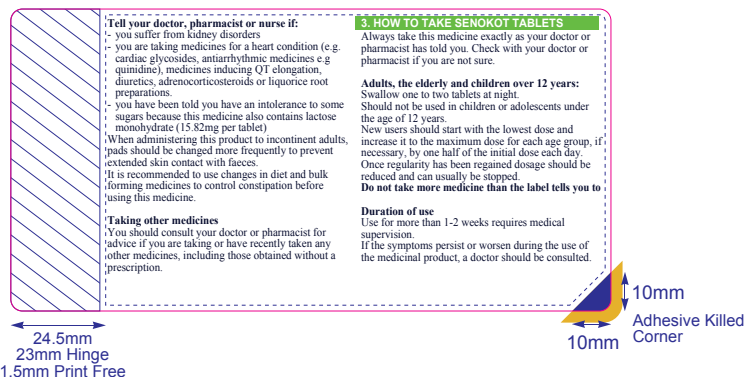 Tell your doctor, pharmacist or nurse if:
- you suffer from kidney disorders
- you are taking medicines for a heart condition (e.g.
cardiac glycosides, antiarrhythmic medicines e.g
quinidine), medicines inducing QT elongation,
diuretics, adrenocorticosteroids or liquorice root
preparations.
- you have been told you have an intolerance to some
sugars because this medicine also contains lactose
monohydrate (15.82mg per tablet)
When administering this product to incontinent adults,
pads should be changed more frequently to prevent
extended skin contact with faeces.
It is recommended to use changes in diet and bulk
forming medicines to control constipation before
using this medicine.
Taking other medicines
You should consult your doctor or pharmacist for
advice if you are taking or have recently taken any
other medicines, including those obtained without a
prescription.
3. HOW TO TAKE SENOKOT TABLETS
Always take this medicine exactly as your doctor or
pharmacist has told you. Check with your doctor or
pharmacist if you are not sure.
Adults, the elderly and children over 12 years:
Swallow one to two tablets at night.
Should not be used in children or adolescents under
the age of 12 years.
New users should start with the lowest dose and
increase it to the maximum dose for each age group, if
necessary, by one half of the initial dose each day.
Once regularity has been regained dosage should be
reduced and can usually be stopped.
Do not take more medicine than the label tells you to
Duration of use
Use for more than 1-2 weeks requires medical
supervision.
If the symptoms persist or worsen during the use of
the medicinal product, a doctor should be consulted.
24.5mm
23mm Hinge
1.5mm Print Free
10mm
10mm
Adhesive Killed
Corner